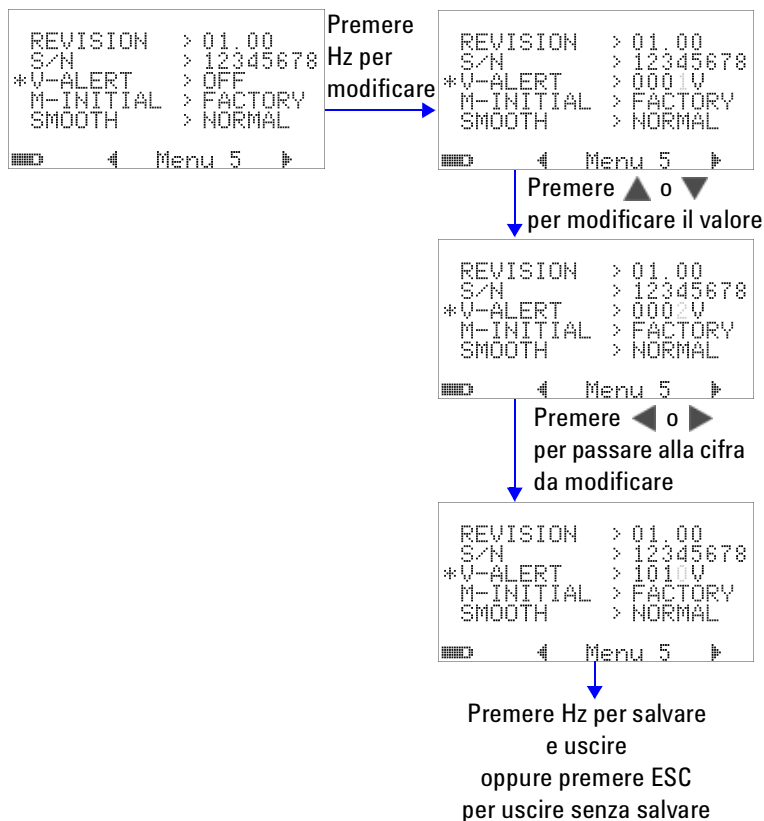 REVISION > 01.00
S/N > 12345678
*V-ALERT > OFF
M-INITIAL > FACTORY
SMOOTH > NORMAL
Menu 5
Premere
Hz per
modificare
REVISION > 01.00
S/N > 12345678
*V-ALERT > 0001V
M-INITIAL > FACTORY
SMOOTH > NORMAL
Menu 5
Premere ▲ o ▼
per modificare il valore
REVISION > 01.00
S/N > 12345678
*V-ALERT > 0002V
M-INITIAL > FACTORY
SMOOTH > NORMAL
Menu 5
Premere ◀ o ▶
per passare alla cifra
da modificare
REVISION > 01.00
S/N > 12345678
*V-ALERT > 1010V
M-INITIAL > FACTORY
SMOOTH > NORMAL
Menu 5
Premere Hz per salvare
e uscire
oppure premere ESC
per uscire senza salvare